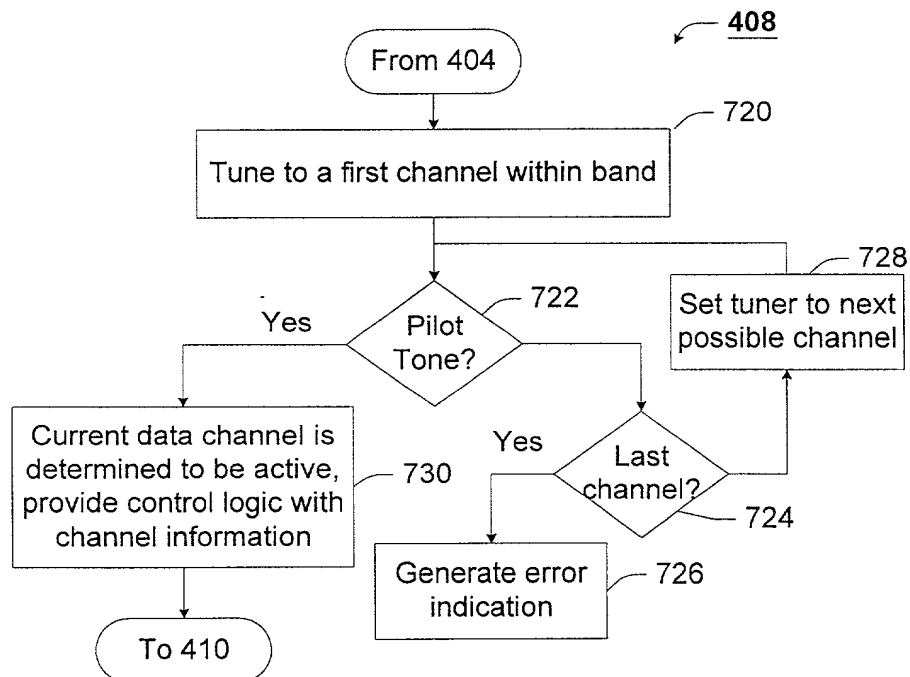 408
From 404
720
Tune to a first channel within band
728
Set tuner to next
possible channel
722
Pilot
Tone?
Yes
Current data channel is
determined to be active,
provide control logic with
channel information
730
Yes
Last
channel?
724
Generate error
indication
726
To 410